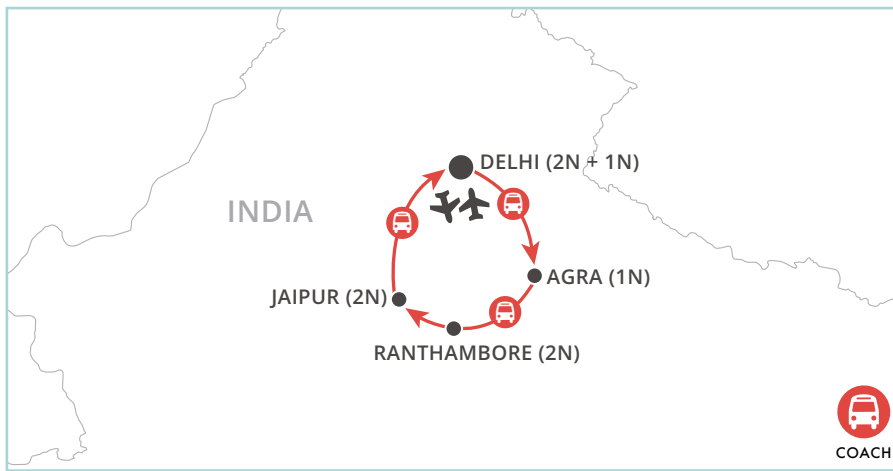 DELHI (2N + 1N)
INDIA
AGRA (1N)
JAIPUR (2N)
RANTHAMBORE (2N)
COACH